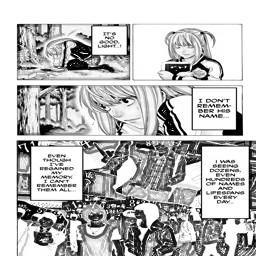 IT'S
NO
GOOD,
LIGHT..!
I DON'T
REMEM-
BER HIS
NAME...
EVEN
THOUGH
I'VE
REGAINED
MY
MEMORY,
I CAN'T
REMEMBER
THEM ALL...
I WAS
SEEING
DOZENS,
EVEN
HUNDREDS
OF NAMES
AND
LIFESPANS
EVERY
DAY...